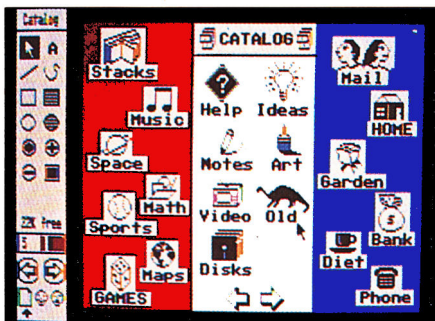 Catalog
A
22K free
Stacks
Music
Space
Math
Sports
Maps
GAMES
CATALOG
Help Ideas
Notes Art
Video Old
Disks
Mail
HOME
Garden
$
Bank
Diet
Phone